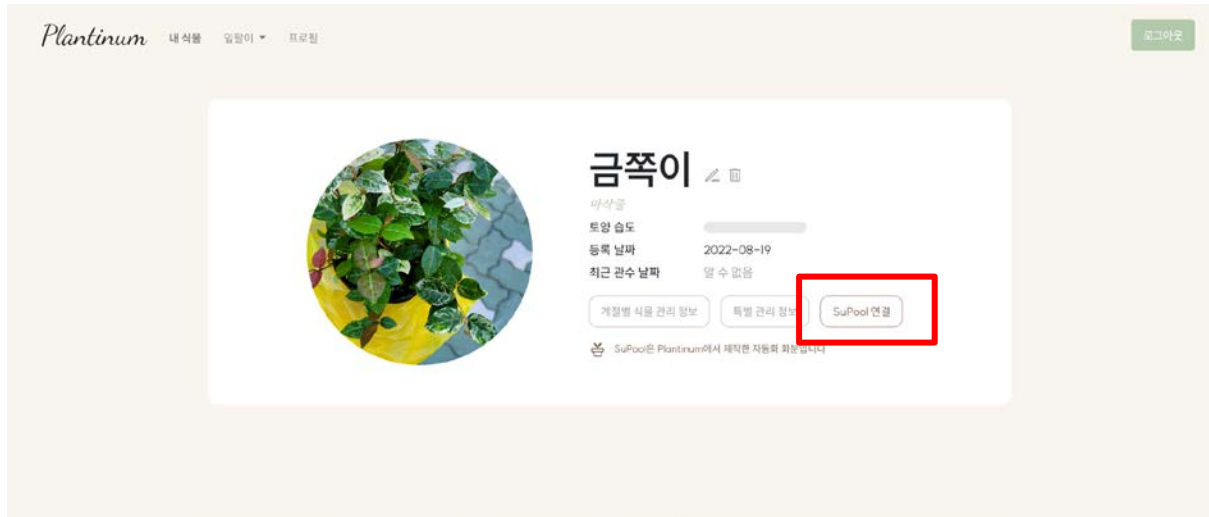 Plantinum 내 식물 잎팔이 프로필 로그아웃
금쪽이
마삭줄
토양 습도
등록 날짜 2022-08-19
최근 관수 날짜 알 수 없음
계절별 식물 관리 정보 특별 관리 정보 SuPool 연결
SuPool은 Plantinum에서 제작한 자동화 화분입니다